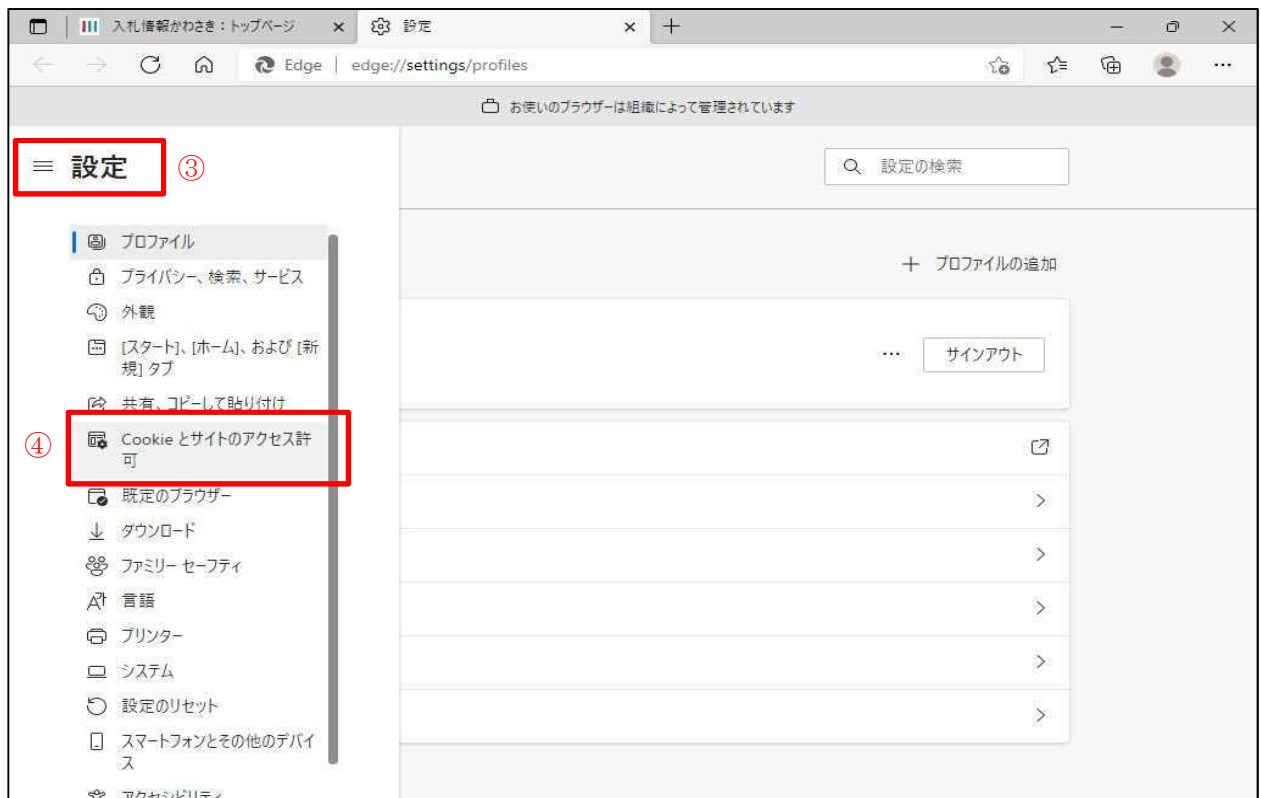 入札情報かわさき：トップページ
設定
Edge | edge://settings/profiles
お使いのブラウザーは組織によって管理されています
設定
③
設定の検索
プロファイル
プライバシー、検索、サービス
外観
[スタート]、[ホーム]、および [新
規] タブ
共有、コピーして貼り付け
④
Cookie とサイトのアクセス許
可
既定のブラウザー
ダウンロード
ファミリー セーフティ
言語
プリンター
システム
設定のリセット
スマートフォンとその他のデバイ
ス
アクセシビリティ
プロファイルの追加
サインアウト